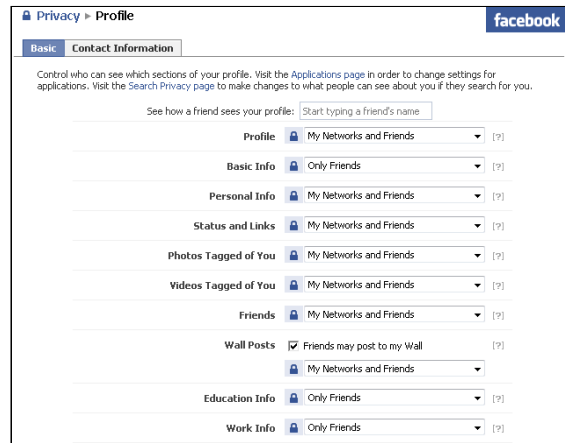 Privacy ▸ Profile
facebook
Basic Contact Information
Control who can see which sections of your profile. Visit the Applications page in order to change settings for
applications. Visit the Search Privacy page to make changes to what people can see about you if they search for you.
See how a friend sees your profile: Start typing a friend's name
Profile My Networks and Friends [?]
Basic Info Only Friends [?]
Personal Info My Networks and Friends [?]
Status and Links My Networks and Friends [?]
Photos Tagged of You My Networks and Friends [?]
Videos Tagged of You My Networks and Friends [?]
Friends My Networks and Friends [?]
Wall Posts Friends may post to my Wall [?]
My Networks and Friends
Education Info Only Friends [?]
Work Info Only Friends [?]